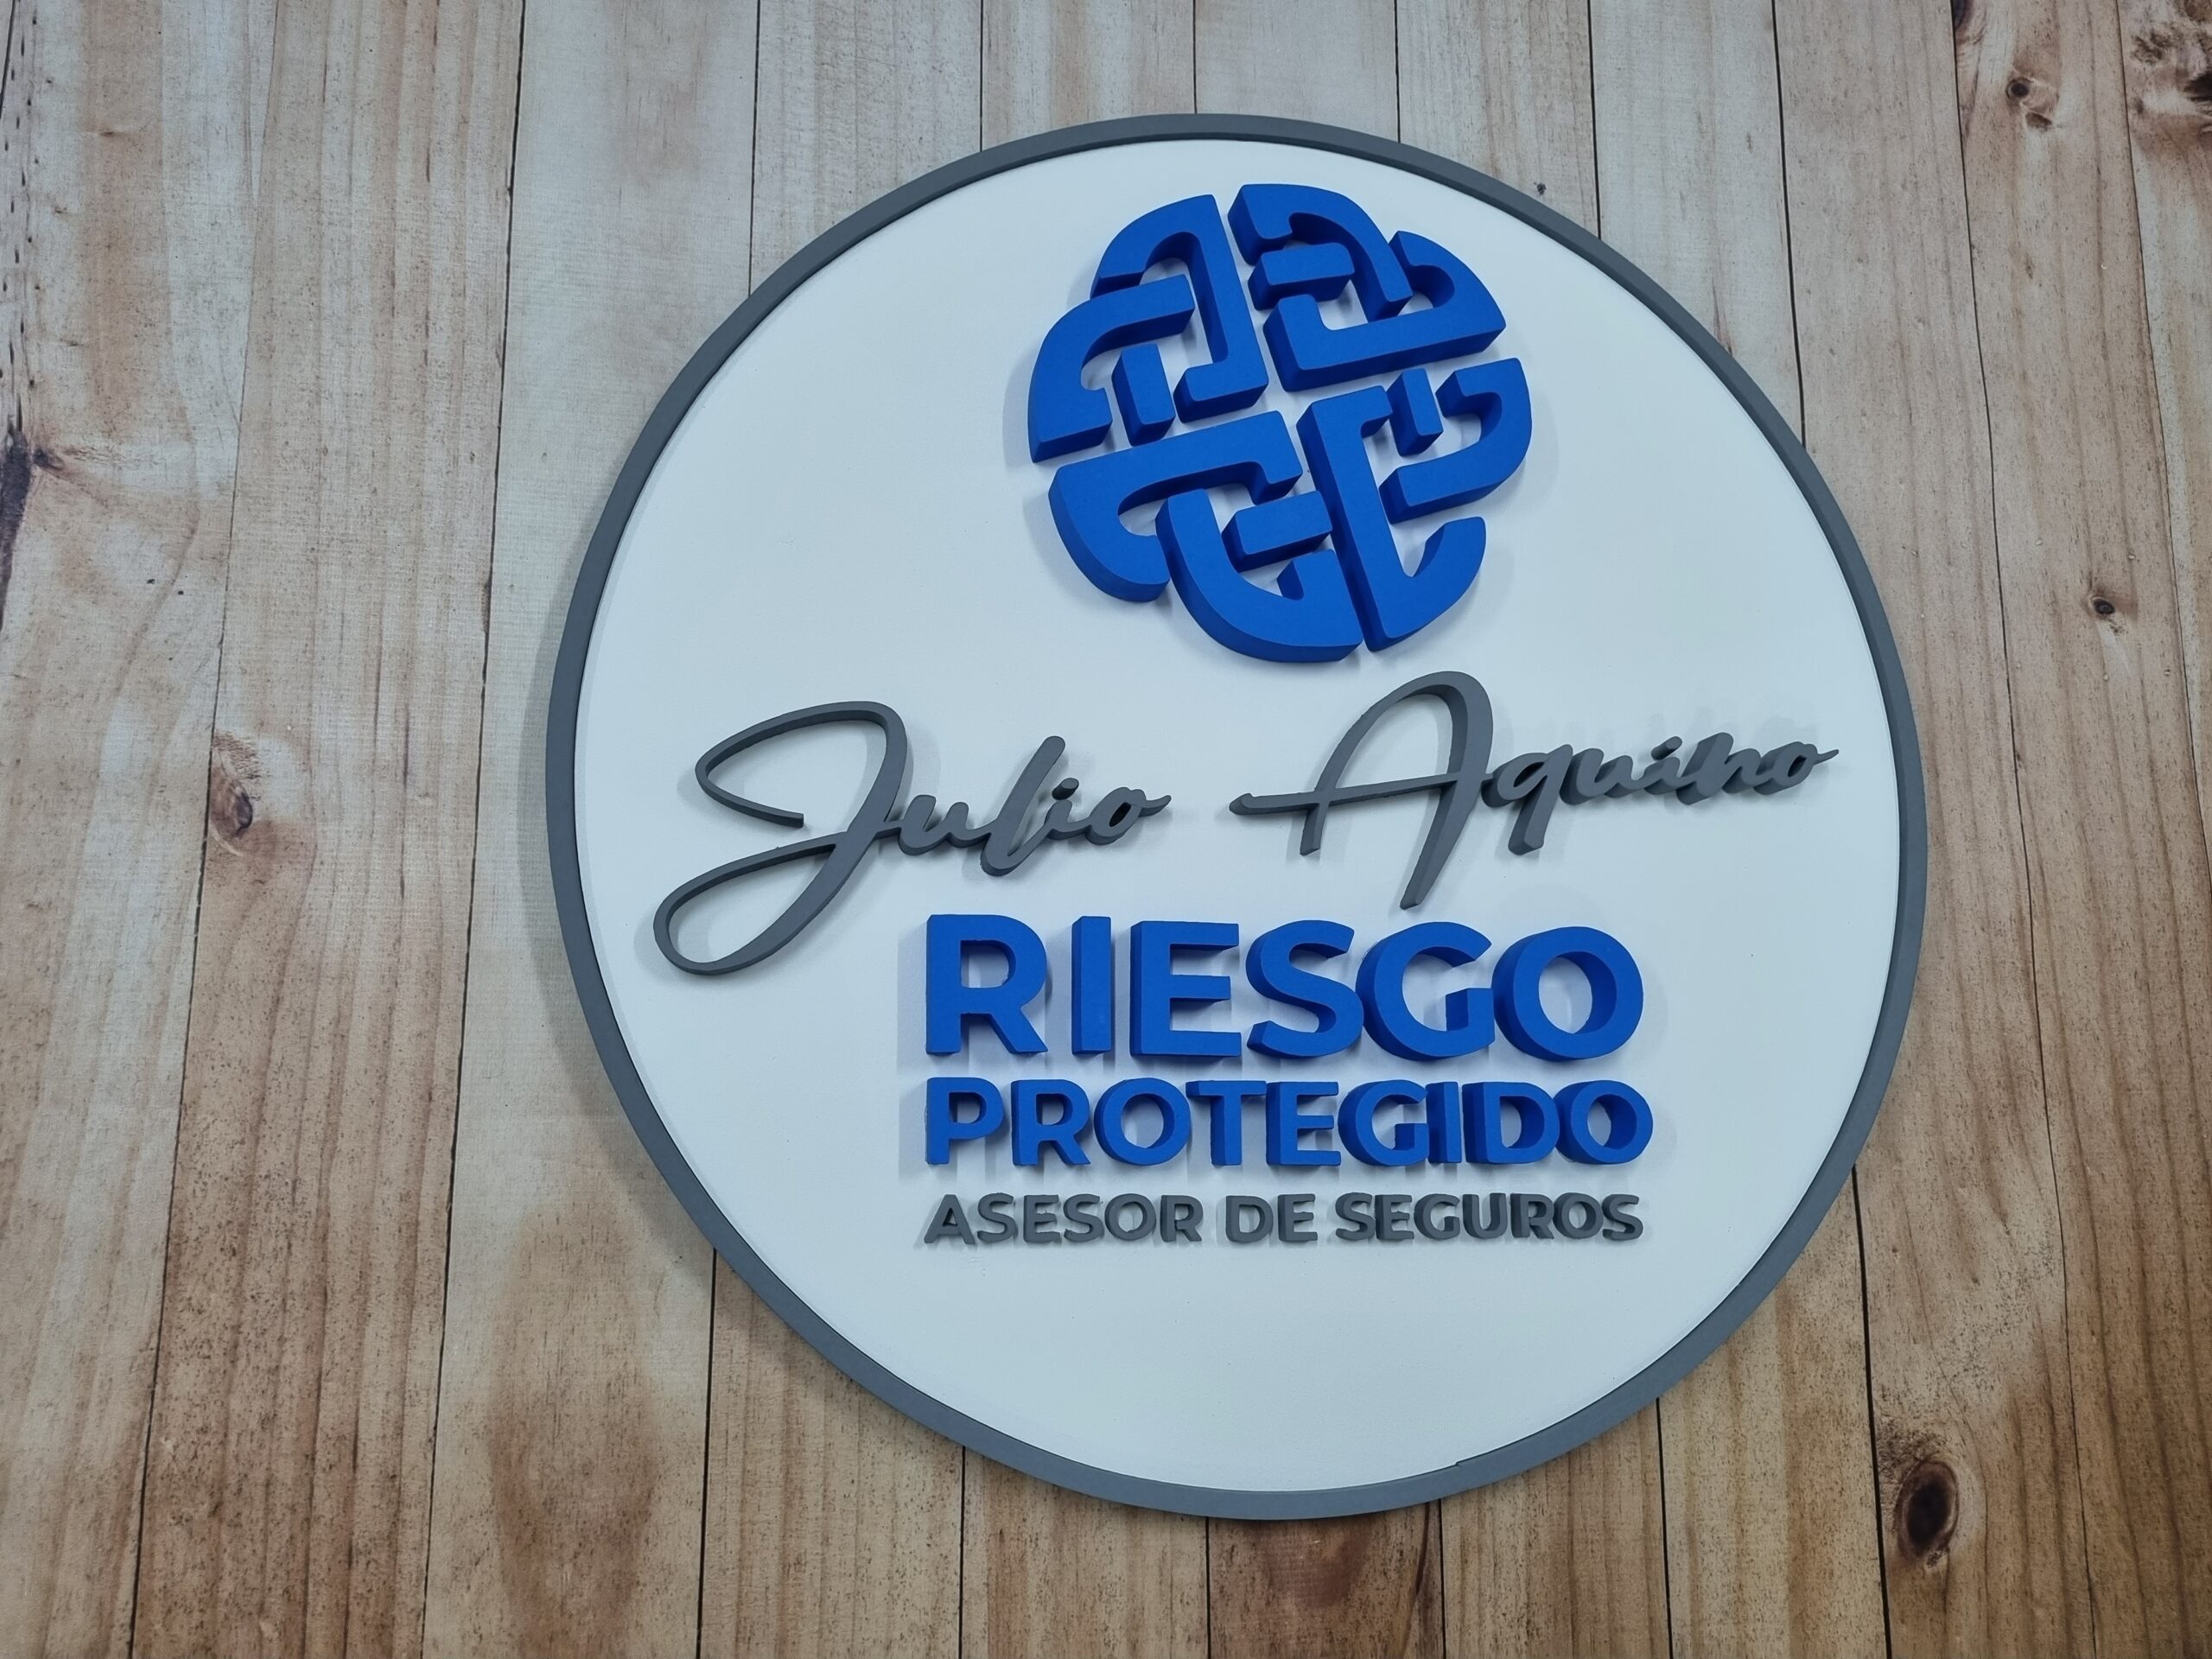 Julio Aquino
RIESGO
PROTEGIDO
ASESOR DE SEGUROS